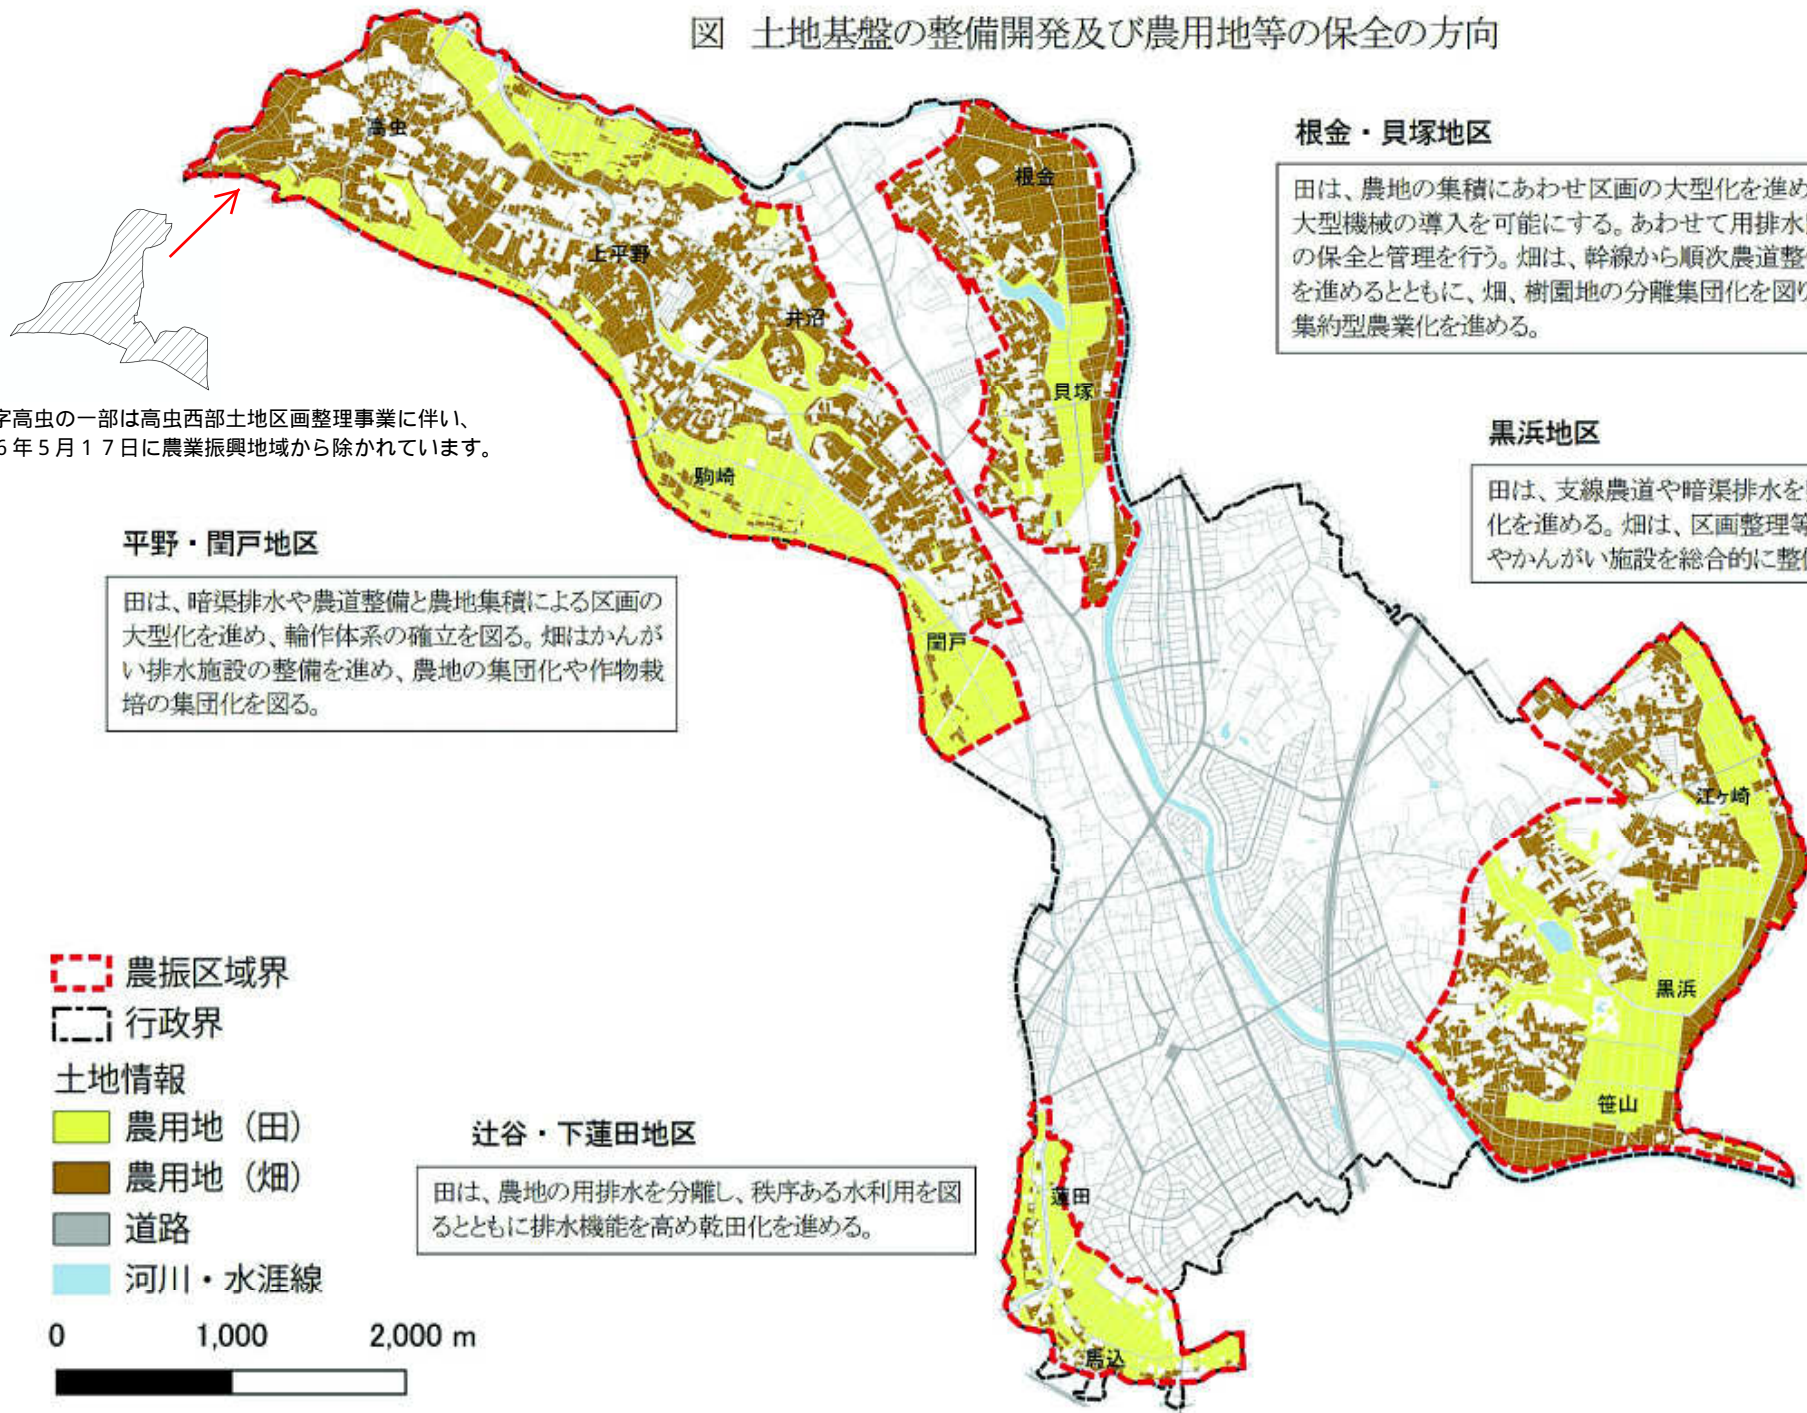 図 土地基盤の整備開発及び農用地等の保全の方向
根金・貝塚地区
田は、農地の集積にあわせ区画の大型化を進め
大型機械の導入を可能にする。あわせて用排水
の保全と管理を行う。畑は、幹線から順次農道整
を進めるとともに、畑、樹園地の分離集団化を図り
集約型農業化を進める。
高虫
根金
上平野
井沼
貝塚
字高虫の一部は高虫西部土地区画整理事業に伴い、
6年5月17日に農業振興地域から除かれています。
黒浜地区
田は、支線農道や暗渠排水を
化を進める。畑は、区画整理等
やかんがい施設を総合的に整
駒崎
平野・閏戸地区
田は、暗渠排水や農道整備と農地集積による区画の
大型化を進め、輪作体系の確立を図る。畑はかんが
い排水施設の整備を進め、農地の集団化や作物栽
培の集団化を図る。
閏戸
江ヶ崎
黒浜
笹山
農振区域界
行政界
土地情報
農用地（田）
農用地（畑）
道路
河川・水涯線
0 1,000 2,000 m
辻谷・下蓮田地区
田は、農地の用排水を分離し、秩序ある水利用を図
るとともに排水機能を高め乾田化を進める。
蓮田
馬込